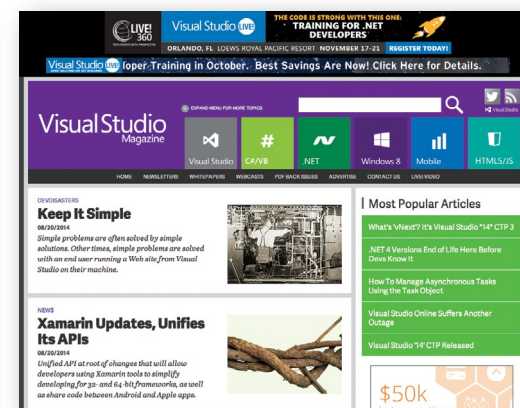 LIVE!
360
Visual Studio LIVE!
THE CODE IS STRONG WITH THIS ONE:
TRAINING FOR .NET
DEVELOPERS
ORLANDO, FL LOEWS ROYAL PACIFIC RESORT NOVEMBER 17-21 REGISTER TODAY!
Visual Studio LIVE! loper Training in October. Best Savings Are Now! Click Here for Details.
EXPAND MENU FOR MORE TOPICS
Visual Studio
Magazine
Visual Studio
C#/VB
.NET
Windows 8
Mobile
HTML5/JS
HOME NEWSLETTERS WHITEPAPERS WEBCASTS PDF BACK ISSUES ADVERTISE CONTACT US LIVE VIDEO
DEVDISASTERS
Keep It Simple
08/20/2014
Simple problems are often solved by simple
solutions. Other times, simple problems are solved
with an end user running a Web site from Visual
Studio on their machine.
NEWS
Xamarin Updates, Unifies
Its APIs
08/20/2014
Unified API at root of changes that will allow
developers using Xamarin tools to simplify
developing for 32- and 64-bit frameworks, as well
as share code between Android and Apple apps.
Most Popular Articles
What's 'vNext'? It's Visual Studio "14" CTP 3
.NET 4 Versions End of Life Here Before
Devs Know It
How To Manage Asynchronous Tasks
Using the Task Object
Visual Studio Online Suffers Another
Outage
Visual Studio "14" CTP Released
$50k